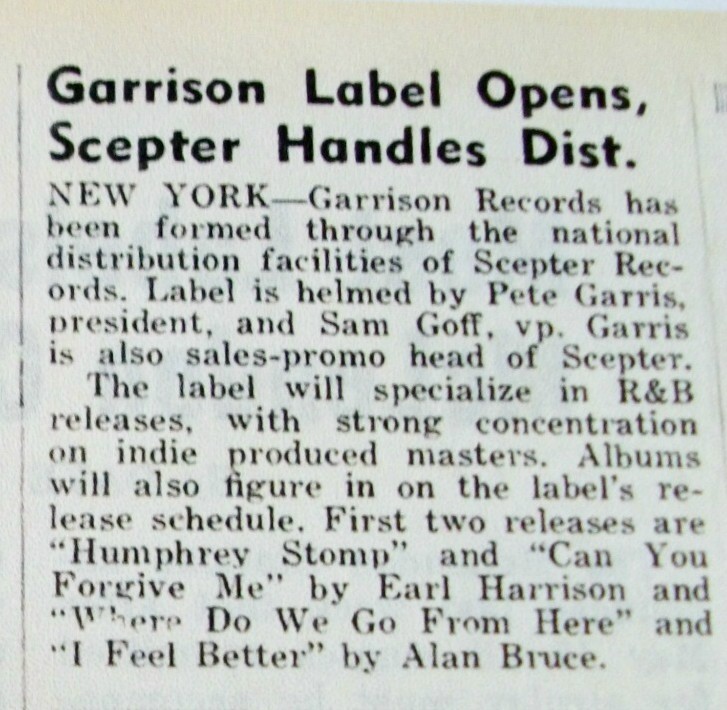 Garrison Label Opens,
Scepter Handles Dist.
NEW YORK—Garrison Records has
been formed through the national
distribution facilities of Scepter Rec-
ords. Label is helmed by Pete Garris,
president, and Sam Goff, vp. Garris
is also sales-promo head of Scepter.
The label will specialize in R&B
releases, with strong concentration
on indie produced masters. Albums
will also figure in on the label's re-
lease schedule. First two releases are
"Humphrey Stomp" and "Can You
Forgive Me" by Earl Harrison and
"Where Do We Go From Here" and
"I Feel Better" by Alan Bruce.